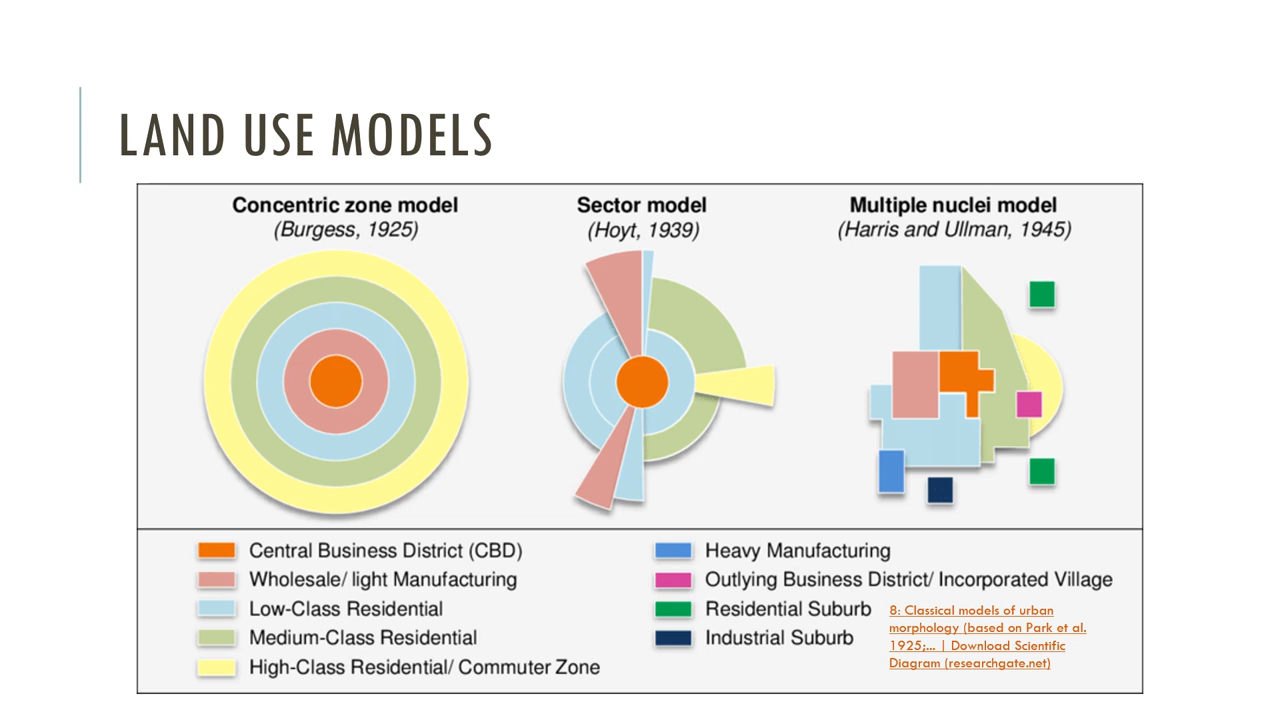 LAND USE MODELS
Concentric zone model
(Burgess, 1925)
Sector model
(Hoyt, 1939)
Multiple nuclei model
(Harris and Ullman, 1945)
Central Business District (CBD)
Wholesale/ light Manufacturing
Low-Class Residential
Medium-Class Residential
High-Class Residential/ Commuter Zone
Heavy Manufacturing
Outlying Business District/ Incorporated Village
Residential Suburb
Industrial Suburb
8: Classical models of urban
morphology (based on Park et al.
1925;... | Download Scientific
Diagram (researchgate.net)